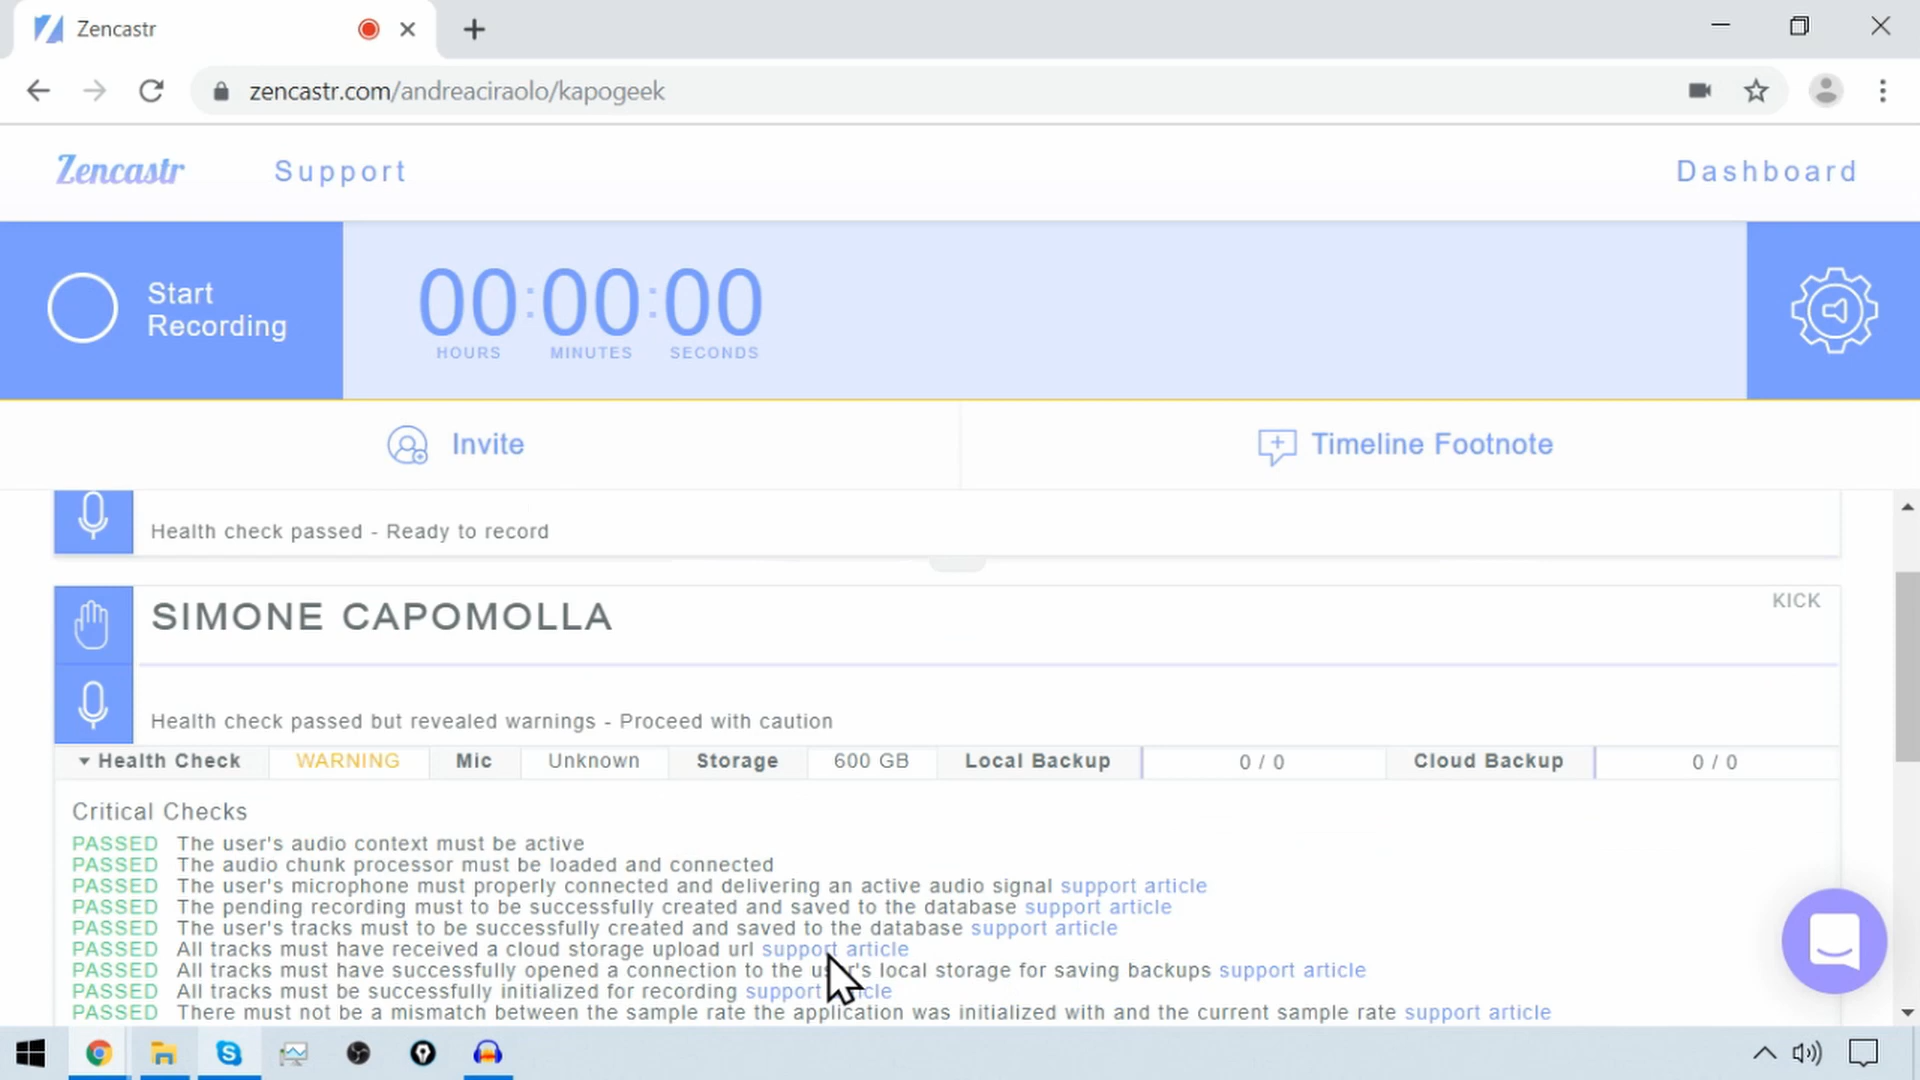 Zencastr
zencastr.com/andreaciraolo/kapogeek
Zencastr
Support
Dashboard
Start
Recording
00:00:00
HOURS
MINUTES
SECONDS
Invite
Timeline Footnote
Health check passed - Ready to record
SIMONE CAPOMOLLA
KICK
Health check passed but revealed warnings - Proceed with caution
Health Check WARNING Mic Unknown Storage 600 GB Local Backup 0 / 0 Cloud Backup 0 / 0
Critical Checks
PASSED The user's audio context must be active
PASSED The audio chunk processor must be loaded and connected
PASSED The user's microphone must properly connected and delivering an active audio signal support article
PASSED The pending recording must to be successfully created and saved to the database support article
PASSED The user's tracks must to be successfully created and saved to the database support article
PASSED All tracks must have received a cloud storage upload url support article
PASSED All tracks must have successfully opened a connection to the user's local storage for saving backups support article
PASSED All tracks must be successfully initialized for recording support article
PASSED There must not be a mismatch between the sample rate the application was initialized with and the current sample rate support article